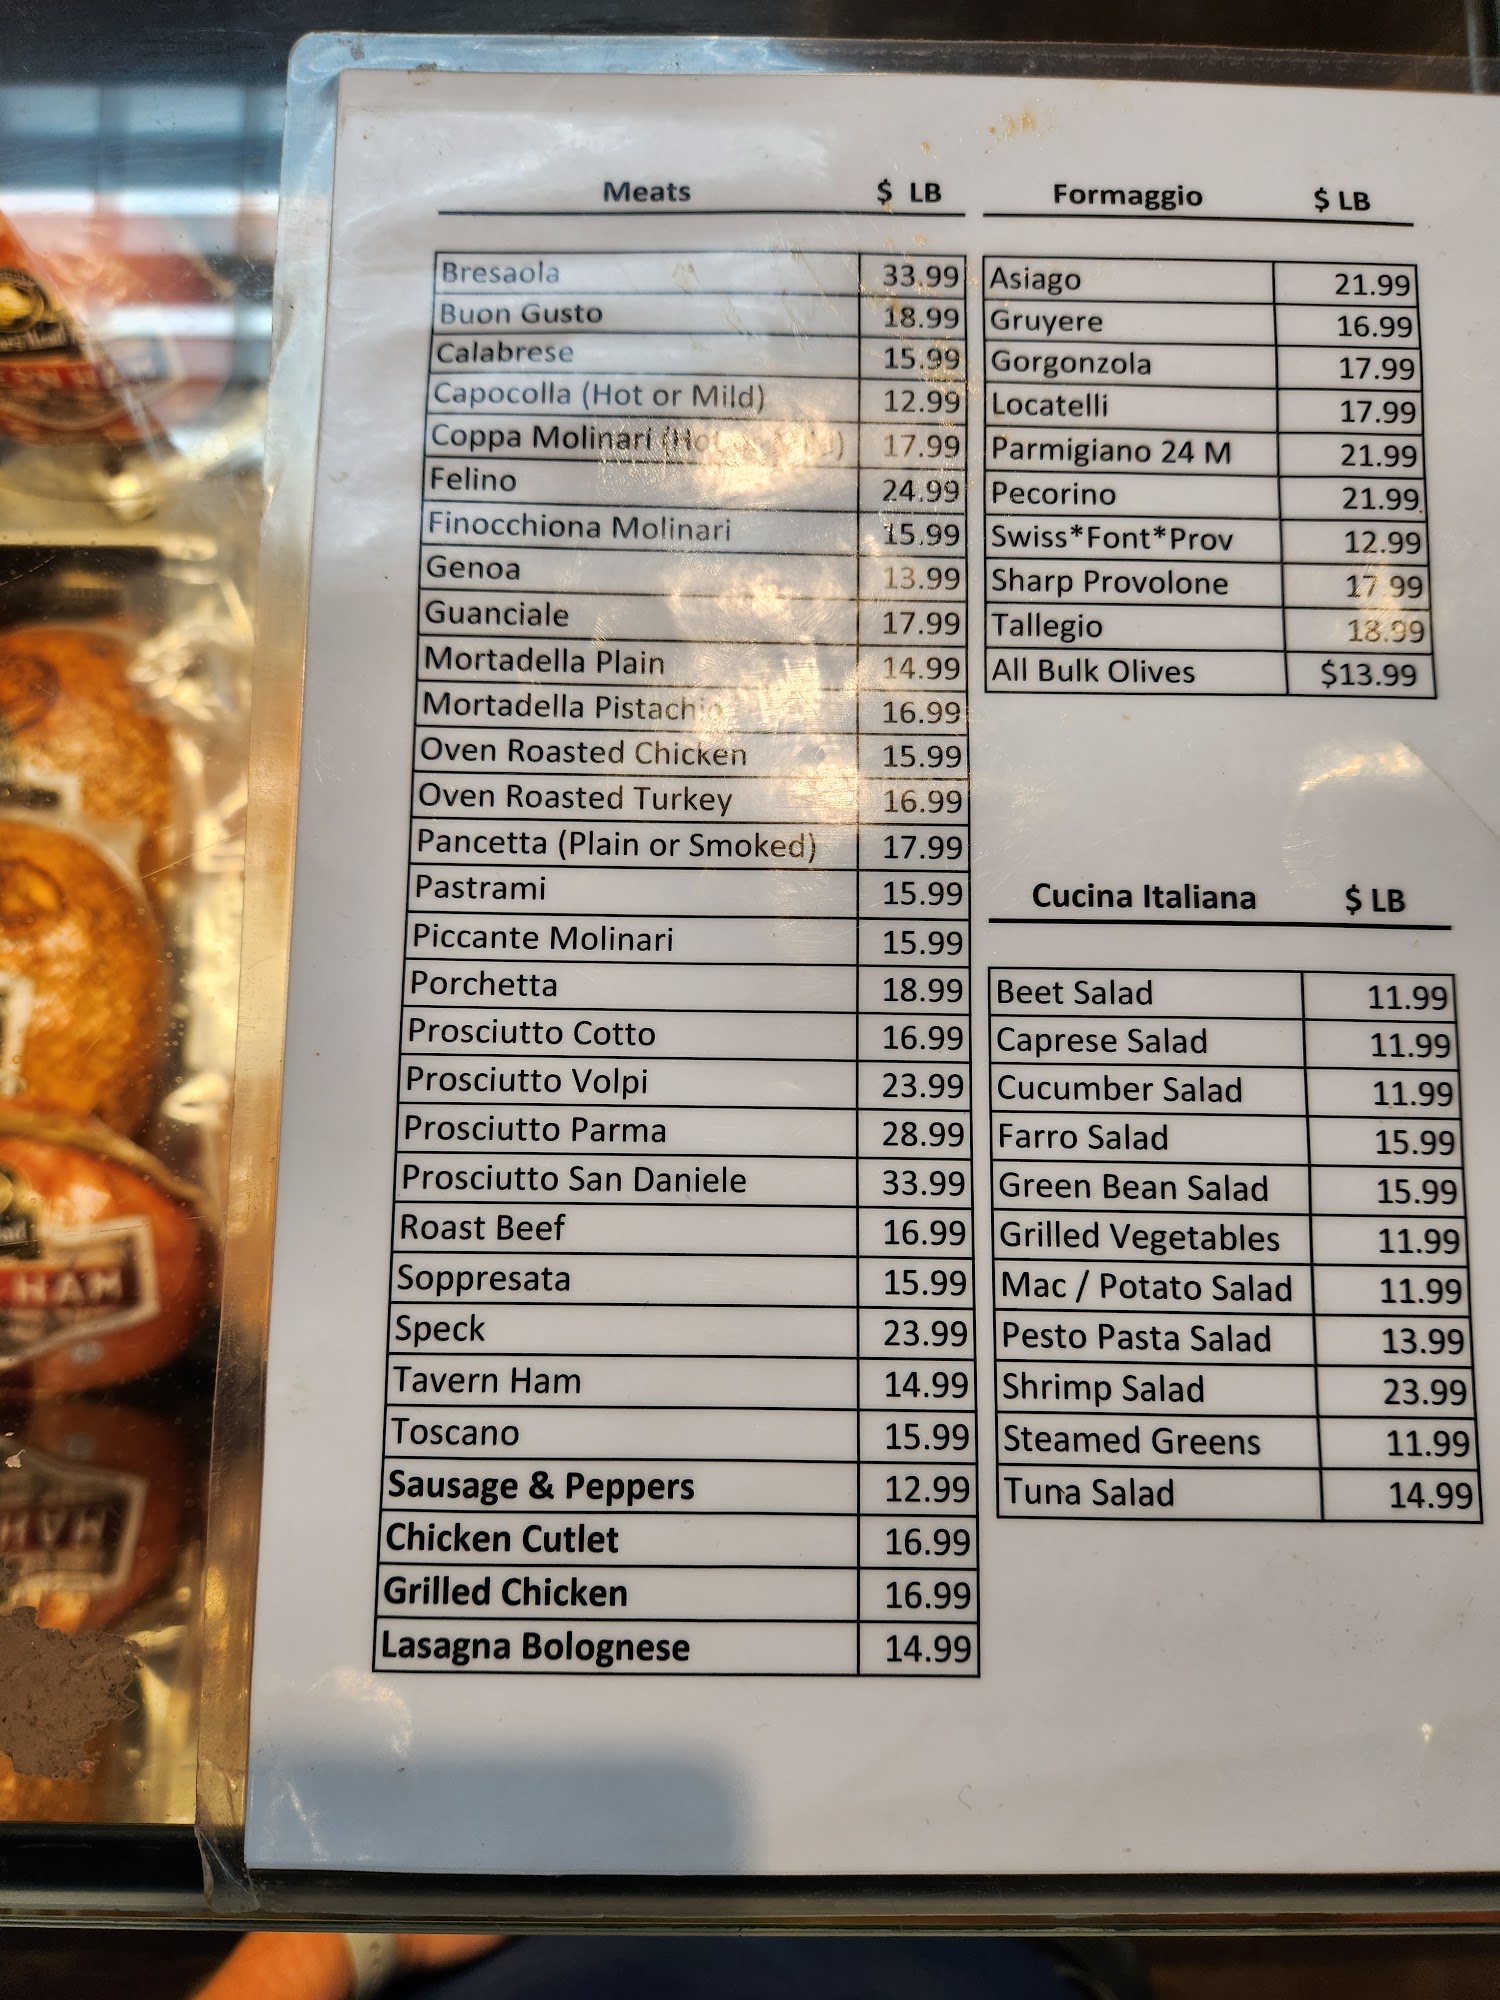 Meats $ LB
Bresaola 33.99
Buon Gusto 18.99
Calabrese 15.99
Capocolla (Hot or Mild) 12.99
Coppa Molinari 17.99
Felino 24.99
Finocchiona Molinari 15.99
Genoa 13.99
Guanciale 17.99
Mortadella Plain 14.99
Mortadella Pistachio 16.99
Oven Roasted Chicken 15.99
Oven Roasted Turkey 16.99
Pancetta (Plain or Smoked) 17.99
Pastrami 15.99
Piccante Molinari 15.99
Porchetta 18.99
Prosciutto Cotto 16.99
Prosciutto Volpi 23.99
Prosciutto Parma 28.99
Prosciutto San Daniele 33.99
Roast Beef 16.99
Soppresata 15.99
Speck 23.99
Tavern Ham 14.99
Toscano 15.99
Sausage & Peppers 12.99
Chicken Cutlet 16.99
Grilled Chicken 16.99
Lasagna Bolognese 14.99
Formaggio $ LB
Asiago 21.99
Gruyere 16.99
Gorgonzola 17.99
Locatelli 17.99
Parmigiano 24 M 21.99
Pecorino 21.99
Swiss*Font*Prov 12.99
Sharp Provolone 17.99
Tallegio 18.99
All Bulk Olives $13.99
Cucina Italiana $ LB
Beet Salad 11.99
Caprese Salad 11.99
Cucumber Salad 11.99
Farro Salad 15.99
Green Bean Salad 15.99
Grilled Vegetables 11.99
Mac / Potato Salad 11.99
Pesto Pasta Salad 13.99
Shrimp Salad 23.99
Steamed Greens 11.99
Tuna Salad 14.99
HAM